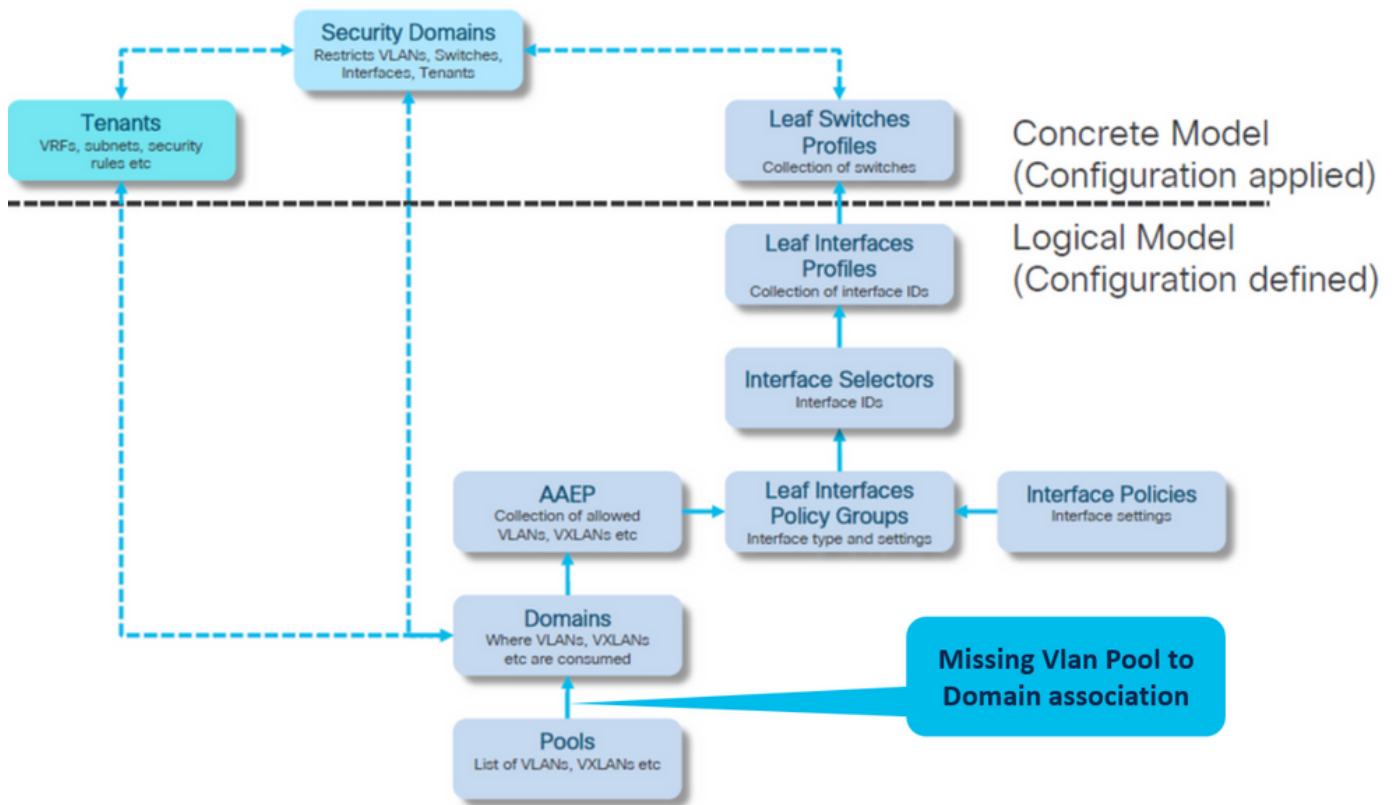 Security Domains
Restricts VLANs, Switches,
Interfaces, Tenants
Tenants
VRFs, subnets, security
rules etc
Leaf Switches
Profiles
Collection of switches
Concrete Model
(Configuration applied)
Logical Model
(Configuration defined)
Leaf Interfaces
Profiles
Collection of interface IDs
Interface Selectors
Interface IDs
AAEP
Collection of allowed
VLANs, VXLANs etc
Leaf Interfaces
Policy Groups
Interface type and settings
Interface Policies
Interface settings
Domains
Where VLANs, VXLANs
etc are consumed
Missing Vlan Pool to
Domain association
Pools
List of VLANs, VXLANs etc